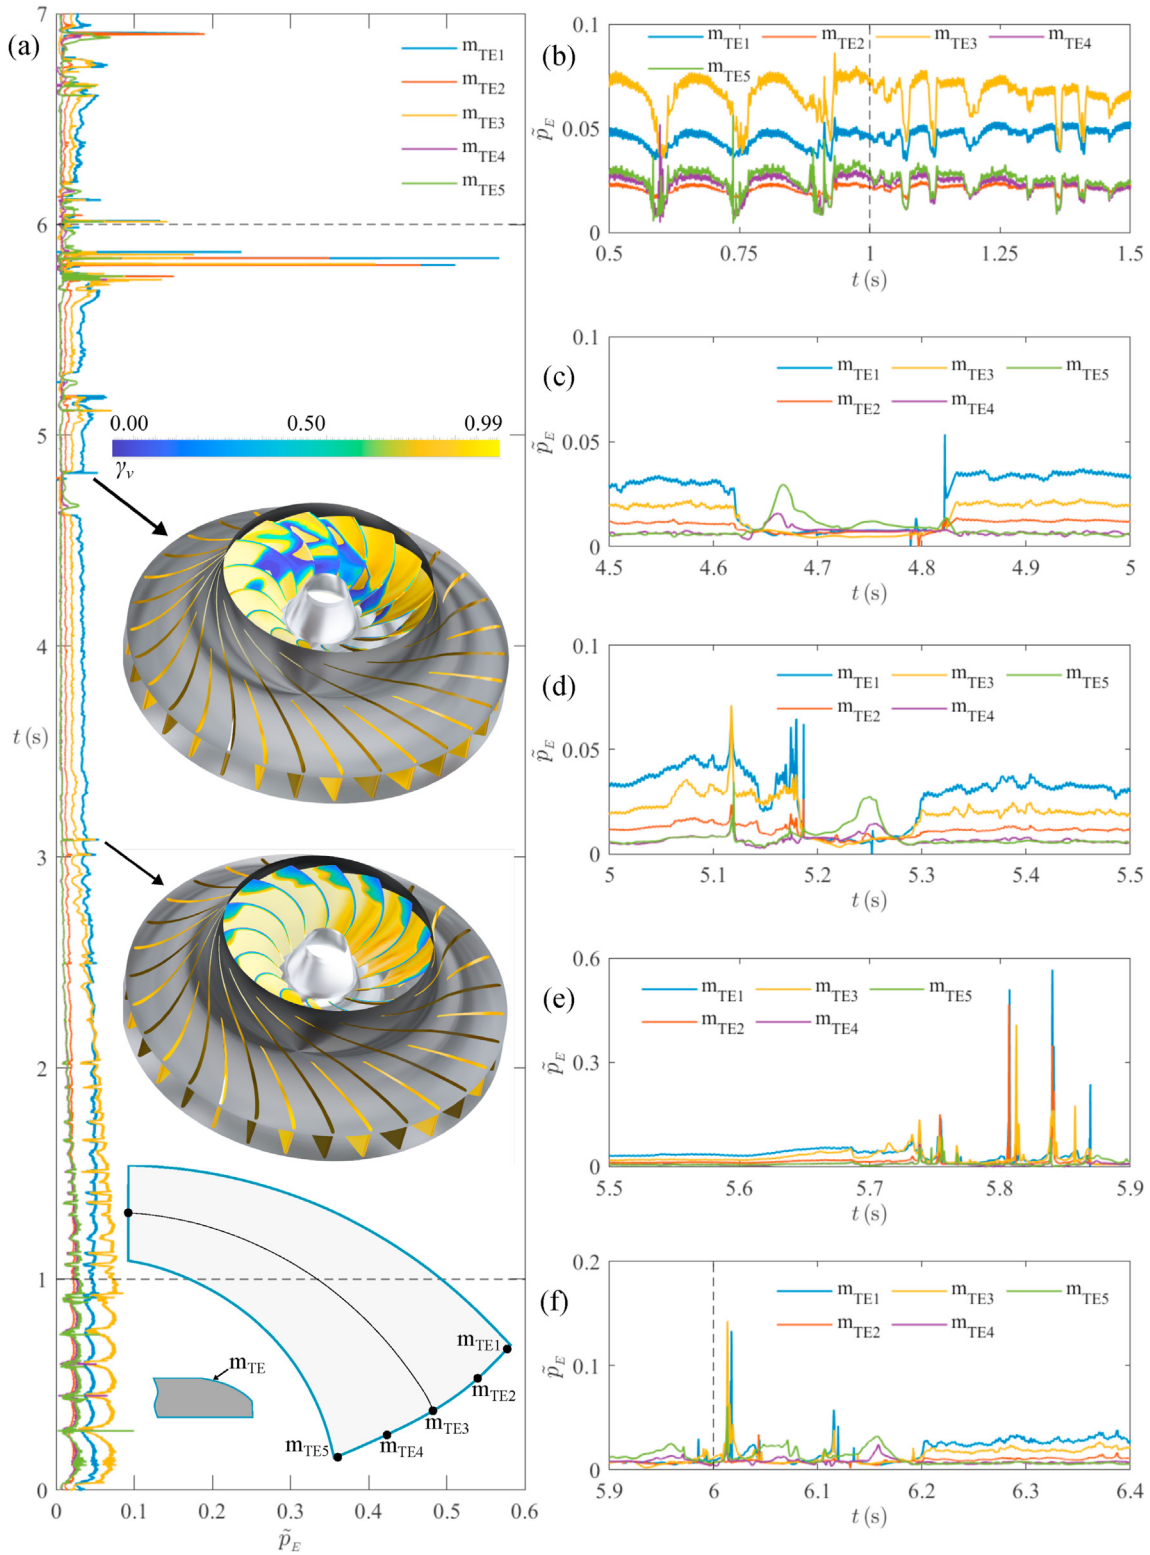 (a)
7
6
5
4
3
2
1
0
t (s)
0 0.1 0.2 0.3 0.4 0.5 0.6
p̃_E
m_TE1
m_TE2
m_TE3
m_TE4
m_TE5
0.00 0.50 0.99
γ_v
m_TE1
m_TE2
m_TE3
m_TE4
m_TE5
m_TE
(b)
0.1
0.05
0
p̃_E
m_TE1 m_TE2 m_TE3 m_TE4
m_TE5
0.5 0.75 1 1.25 1.5
t (s)
(c)
0.1
0.05
0
p̃_E
m_TE1 m_TE3 m_TE5
m_TE2 m_TE4
4.5 4.6 4.7 4.8 4.9 5
t (s)
(d)
0.1
0.05
0
p̃_E
m_TE1 m_TE3 m_TE5
m_TE2 m_TE4
5 5.1 5.2 5.3 5.4 5.5
t (s)
(e)
0.6
0.3
0
p̃_E
m_TE1 m_TE3 m_TE5
m_TE2 m_TE4
5.5 5.6 5.7 5.8 5.9
t (s)
(f)
0.2
0.1
0
p̃_E
m_TE1 m_TE3 m_TE5
m_TE2 m_TE4
5.9 6 6.1 6.2 6.3 6.4
t (s)